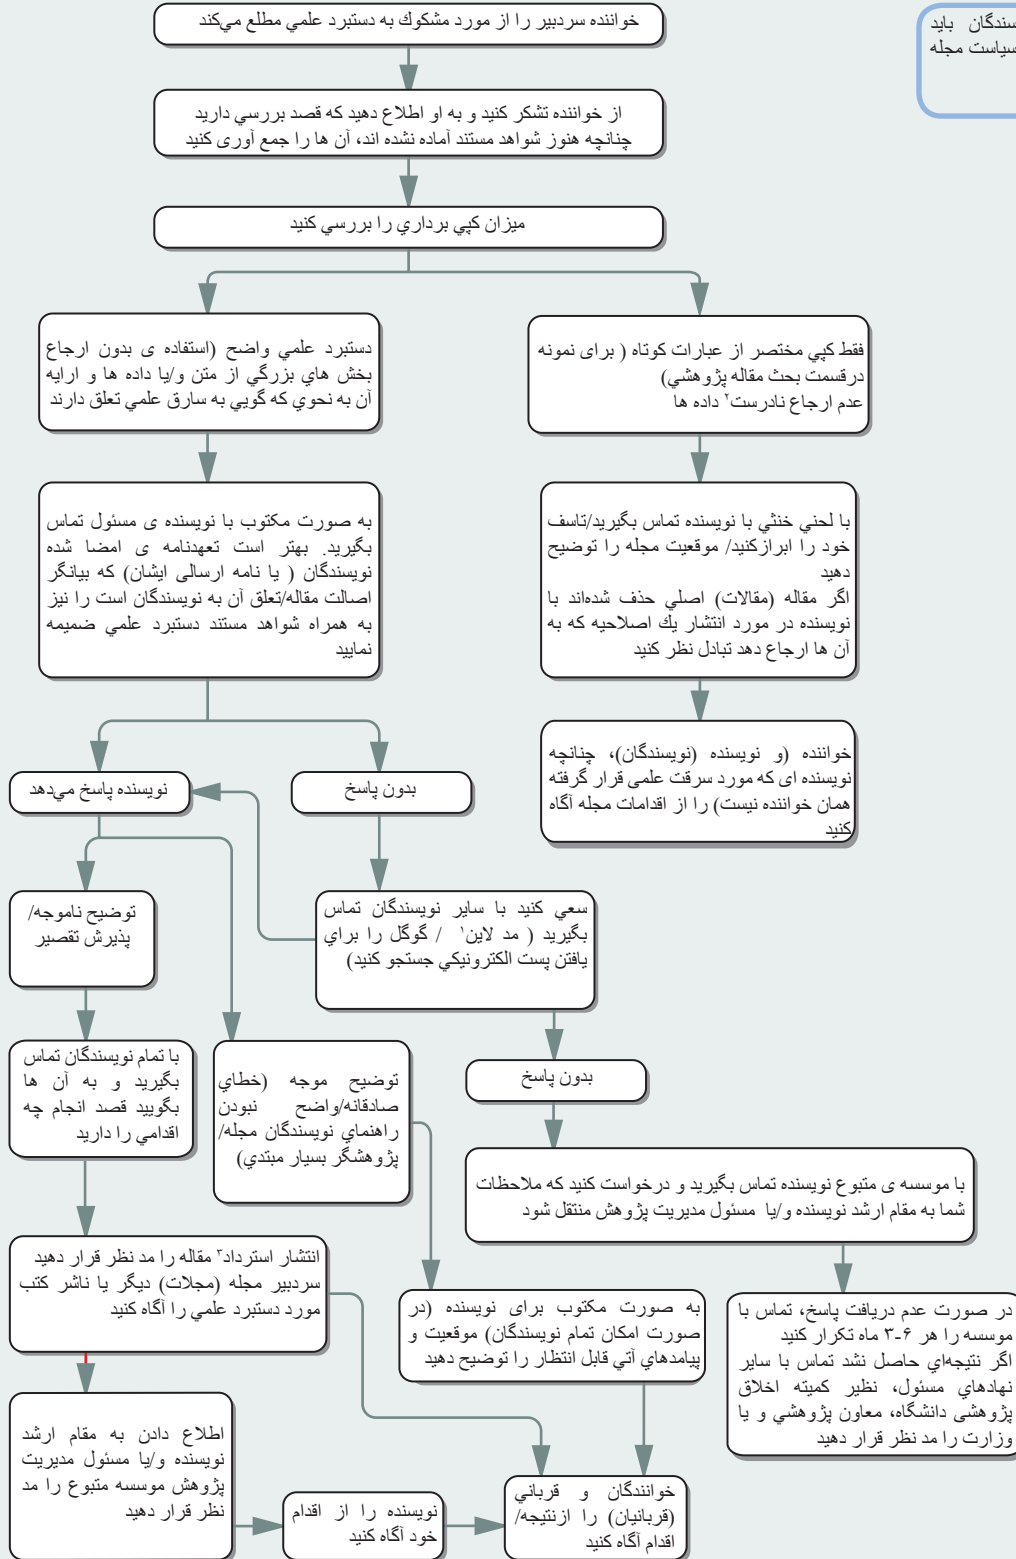 خواننده سردبير را از مورد مشكوك به دستبرد علمي مطلع مي‌كند
سندگان بايد
سياست مجله
از خواننده تشكر كنيد و به او اطلاع دهيد كه قصد بررسي داريد
چنانچه هنوز شواهد مستند آماده نشده اند، آن ها را جمع آوری كنيد
ميزان كپي برداري را بررسي كنيد
فقط كپي مختصر از عبارات كوتاه ( برای نمونه
درقسمت بحث مقاله پژوهشي)
عدم ارجاع نادرست۲ داده ها
دستبرد علمي واضح (استفاده ی بدون ارجاع
بخش هاي بزرگي از متن و/يا داده ها و ارايه
آن به نحوي كه گويي به سارق علمي تعلق دارند
با لحني خنثي با نويسنده تماس بگيريد/تاسف
خود را ابرازكنيد/ موقعيت مجله را توضيح
دهيد
اگر مقاله (مقالات) اصلي حذف شده‌اند با
نويسنده در مورد انتشار يك اصلاحيه كه به
آن ها ارجاع دهد تبادل نظر كنيد
به صورت مكتوب با نويسنده ی مسئول تماس
بگيريد. بهتر است تعهدنامه ی امضا شده
نويسندگان ( يا نامه ارسالی ايشان) كه بيانگر
اصالت مقاله/تعلق آن به نويسندگان است را نيز
به همراه شواهد مستند دستبرد علمي ضميمه
نماييد
خواننده (و نويسنده (نويسندگان)، چنانچه
نويسنده ای كه مورد سرقت علمی قرار گرفته
همان خواننده نيست) را از اقدامات مجله آگاه
كنيد
بدون پاسخ
نويسنده پاسخ مي‌دهد
سعي كنيد با ساير نويسندگان تماس
بگيريد ( مد لاين۱ / گوگل را براي
يافتن پست الكترونيكي جستجو كنيد)
توضيح ناموجه/
پذيرش تقصير
بدون پاسخ
توضيح موجه (خطاي
صادقانه/واضح نبودن
راهنماي نويسندگان مجله/
پژوهشگر بسيار مبتدي)
با تمام نويسندگان تماس
بگيريد و به آن ها
بگوييد قصد انجام چه
اقدامي را داريد
با موسسه ی متبوع نويسنده تماس بگيريد و درخواست كنيد كه ملاحظات
شما به مقام ارشد نويسنده و/يا مسئول مديريت پژوهش منتقل شود
انتشار استرداد۳ مقاله را مد نظر قرار دهيد
سردبير مجله (مجلات) ديگر يا ناشر كتب
مورد دستبرد علمي را آگاه كنيد
به صورت مكتوب برای نويسنده (در
صورت امكان تمام نويسندگان) موقعيت و
پيامدهاي آتي قابل انتظار را توضيح دهيد
در صورت عدم دريافت پاسخ، تماس با
موسسه را هر ۶-۳ ماه تكرار كنيد
اگر نتيجه‌اي حاصل نشد تماس با ساير
نهادهاي مسئول، نظير كميته اخلاق
پژوهشی دانشگاه، معاون پژوهشي و يا
وزارت را مد نظر قرار دهيد
اطلاع دادن به مقام ارشد
نويسنده و/يا مسئول مديريت
پژوهش موسسه متبوع را مد
نظر قرار دهيد
نويسنده را از اقدام
خود آگاه كنيد
خوانندگان و قرباني
(قربانيان) را ازنتيجه/
اقدام آگاه كنيد